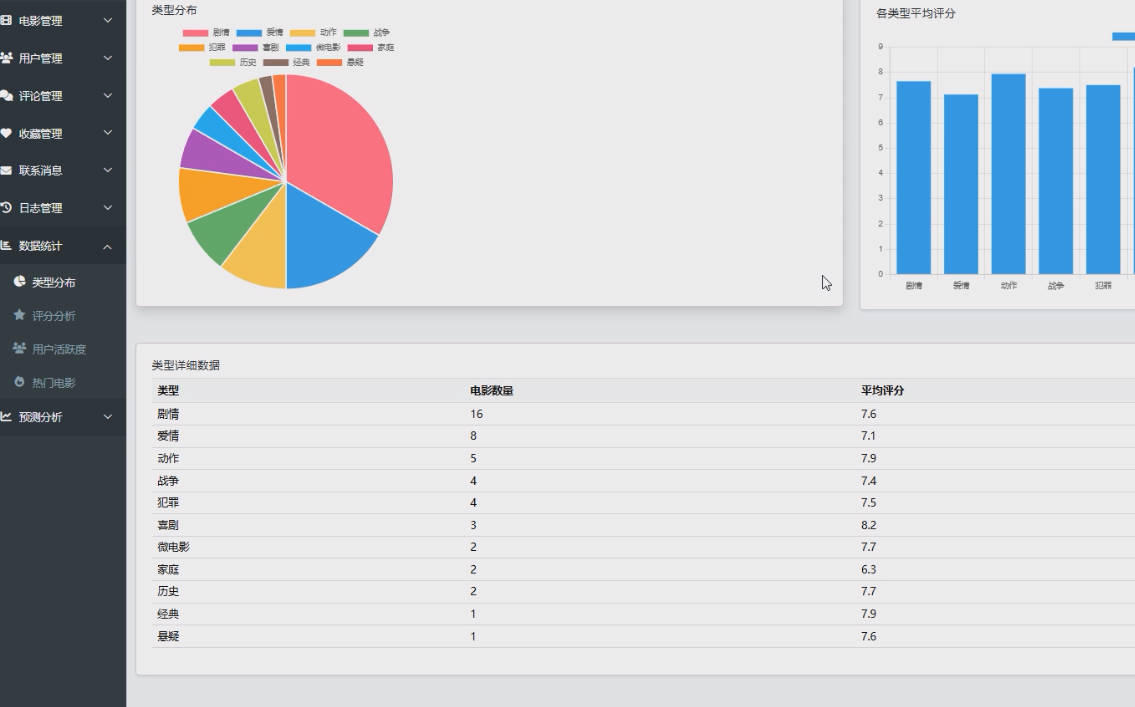 电影管理
用户管理
评论管理
收藏管理
联系消息
日志管理
数据统计
类型分布
评分分析
用户活跃度
热门电影
预测分析
类型分布
剧情 爱情 动作 战争
犯罪 喜剧 微电影 家庭
历史 经典 悬疑
各类型平均评分
9
8
7
6
5
4
3
2
1
0
剧情 爱情 动作 战争 犯罪
类型详细数据
类型 电影数量 平均评分
剧情 16 7.6
爱情 8 7.1
动作 5 7.9
战争 4 7.4
犯罪 4 7.5
喜剧 3 8.2
微电影 2 7.7
家庭 2 6.3
历史 2 7.7
经典 1 7.9
悬疑 1 7.6